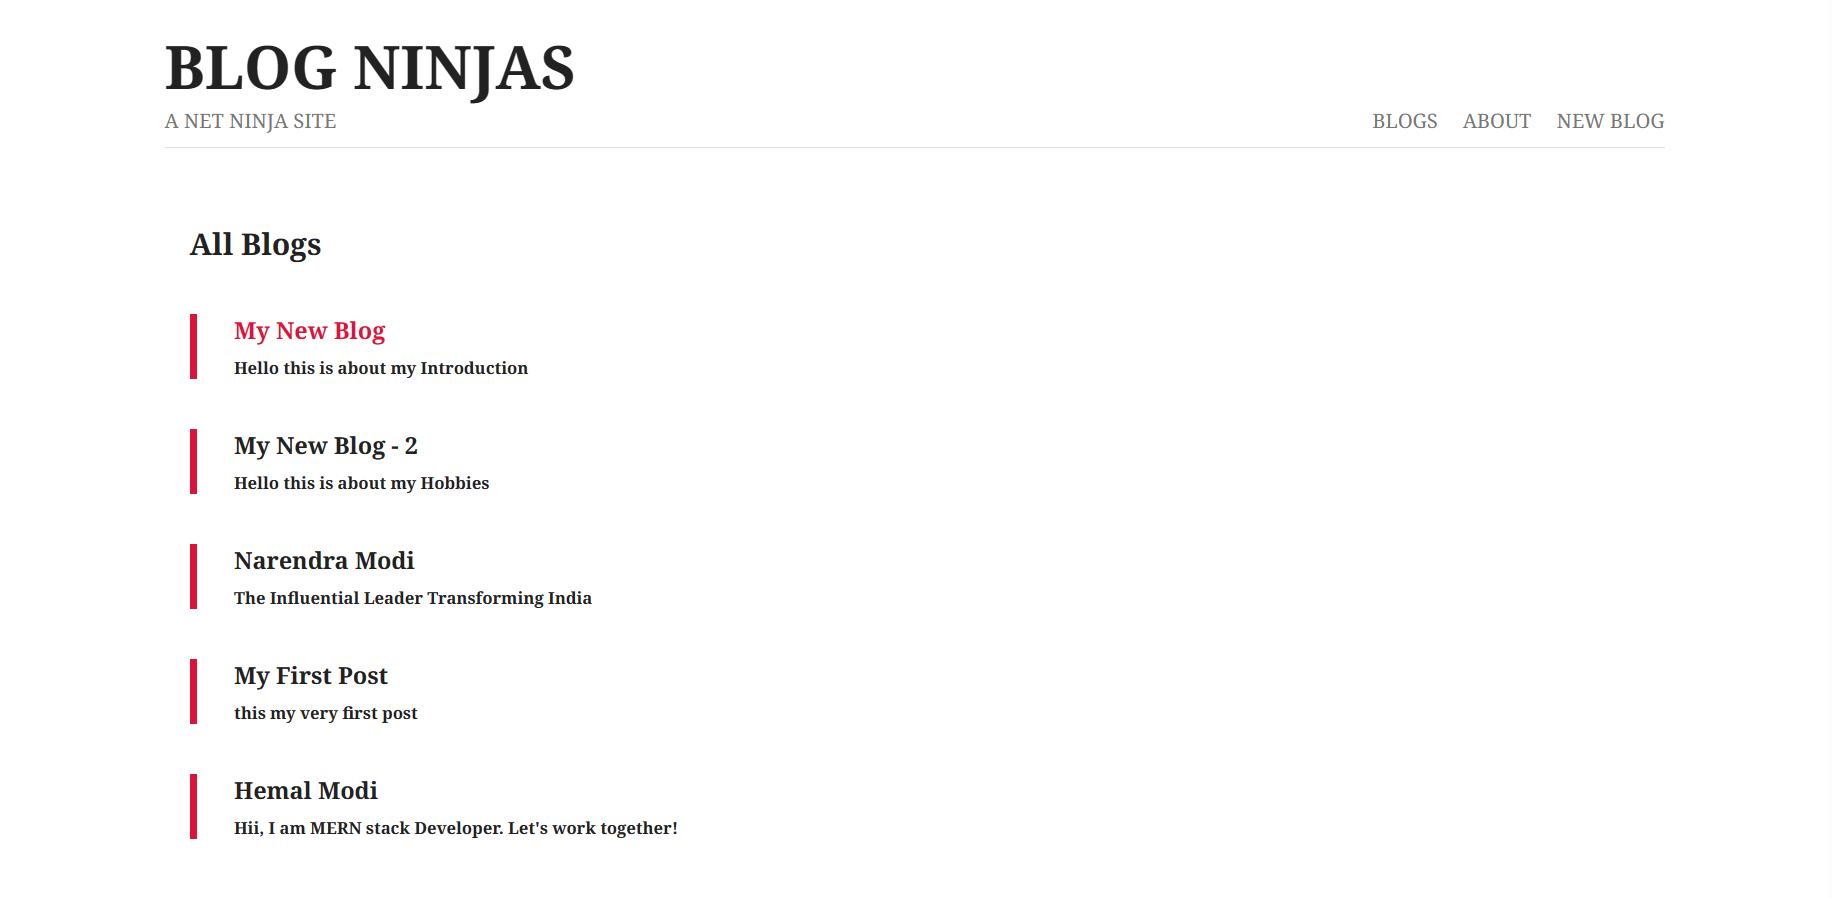 BLOG NINJAS
A NET NINJA SITE
BLOGS ABOUT NEW BLOG
All Blogs
My New Blog
Hello this is about my Introduction
My New Blog - 2
Hello this is about my Hobbies
Narendra Modi
The Influential Leader Transforming India
My First Post
this my very first post
Hemal Modi
Hii, I am MERN stack Developer. Let's work together!